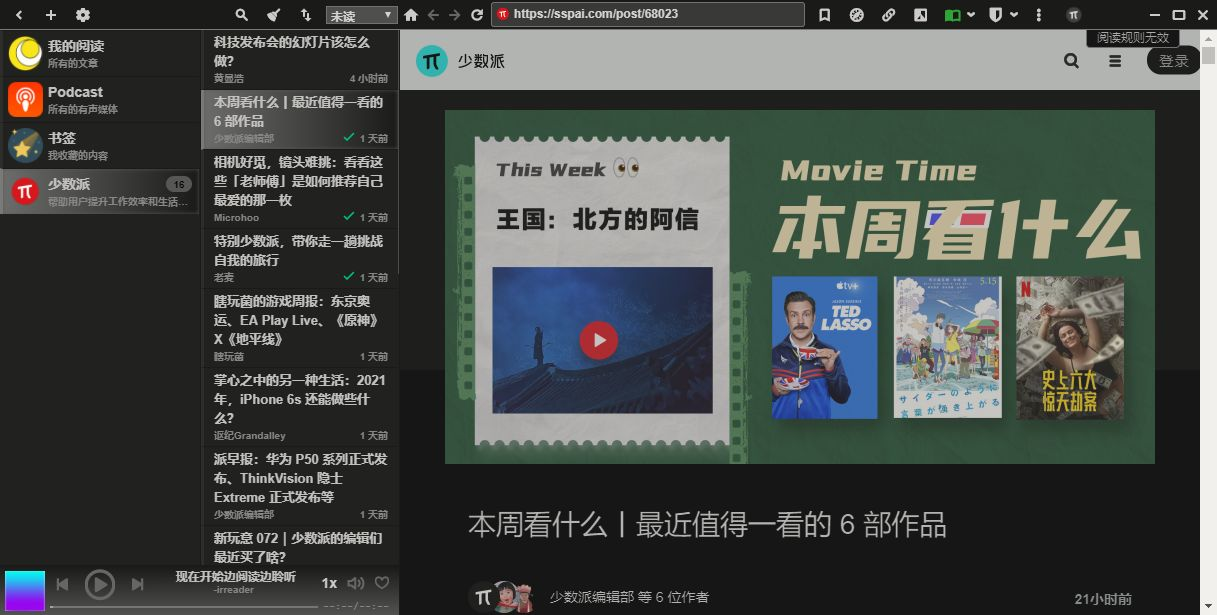 未读
https://sspai.com/post/68023
阅读规则无效
我的阅读
所有的文章
Podcast
所有的有声媒体
书签
我收藏的内容
少数派
16
帮助用户提升工作效率和生活…
科技发布会的幻灯片该怎么
做？
黄显浩
4 小时前
本周看什么丨最近值得一看的
6 部作品
少数派编辑部
1 天前
相机好觅，镜头难挑：看看这
些「老师傅」是如何推荐自己
最爱的那一枚
Microhoo
1 天前
特别少数派，带你走一趟挑战
自我的旅行
老麦
1 天前
瞎玩菌的游戏周报：东京奥
运、EA Play Live、《原神》
X《地平线》
瞎玩菌
1 天前
掌心之中的另一种生活：2021
年，iPhone 6s 还能做些什
么？
讴纪Grandalley
1 天前
派早报：华为 P50 系列正式发
布、ThinkVision 隐士
Extreme 正式发布等
少数派编辑部
1 天前
新玩意 072｜少数派的编辑们
最近买了啥？
现在开始边阅读边聆听
-irreader
1x
--:--/--:--
少数派
登录
This Week
王国：北方的阿信
Movie Time
本周看什么
tv+
JASON SUDEIKIS
TED
LASSO
5.15
サイダーのように
言葉が湧き上がる
N
史上六大
惊天劫案
本周看什么丨最近值得一看的 6 部作品
少数派编辑部 等 6 位作者
21小时前